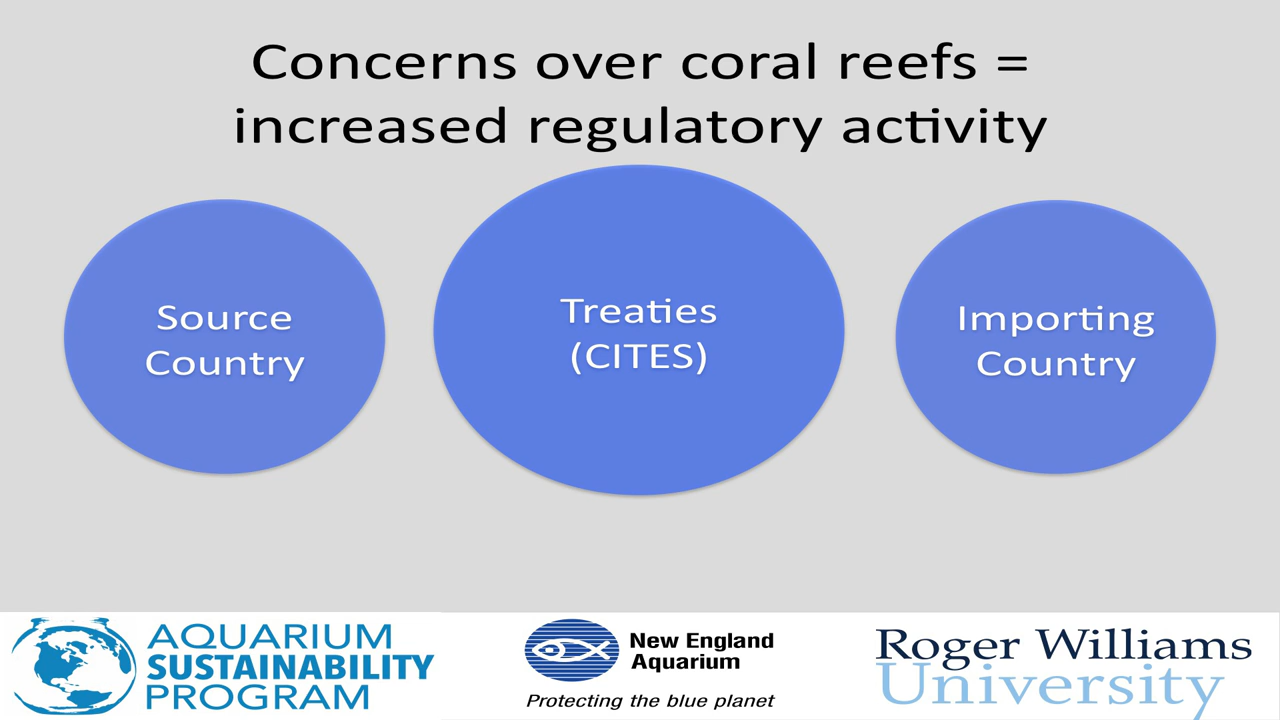 Concerns over coral reefs =
increased regulatory activity
Source
Country
Treaties
(CITES)
Importing
Country
AQUARIUM
SUSTAINABILITY
PROGRAM
New England
Aquarium
Protecting the blue planet
Roger Williams
University